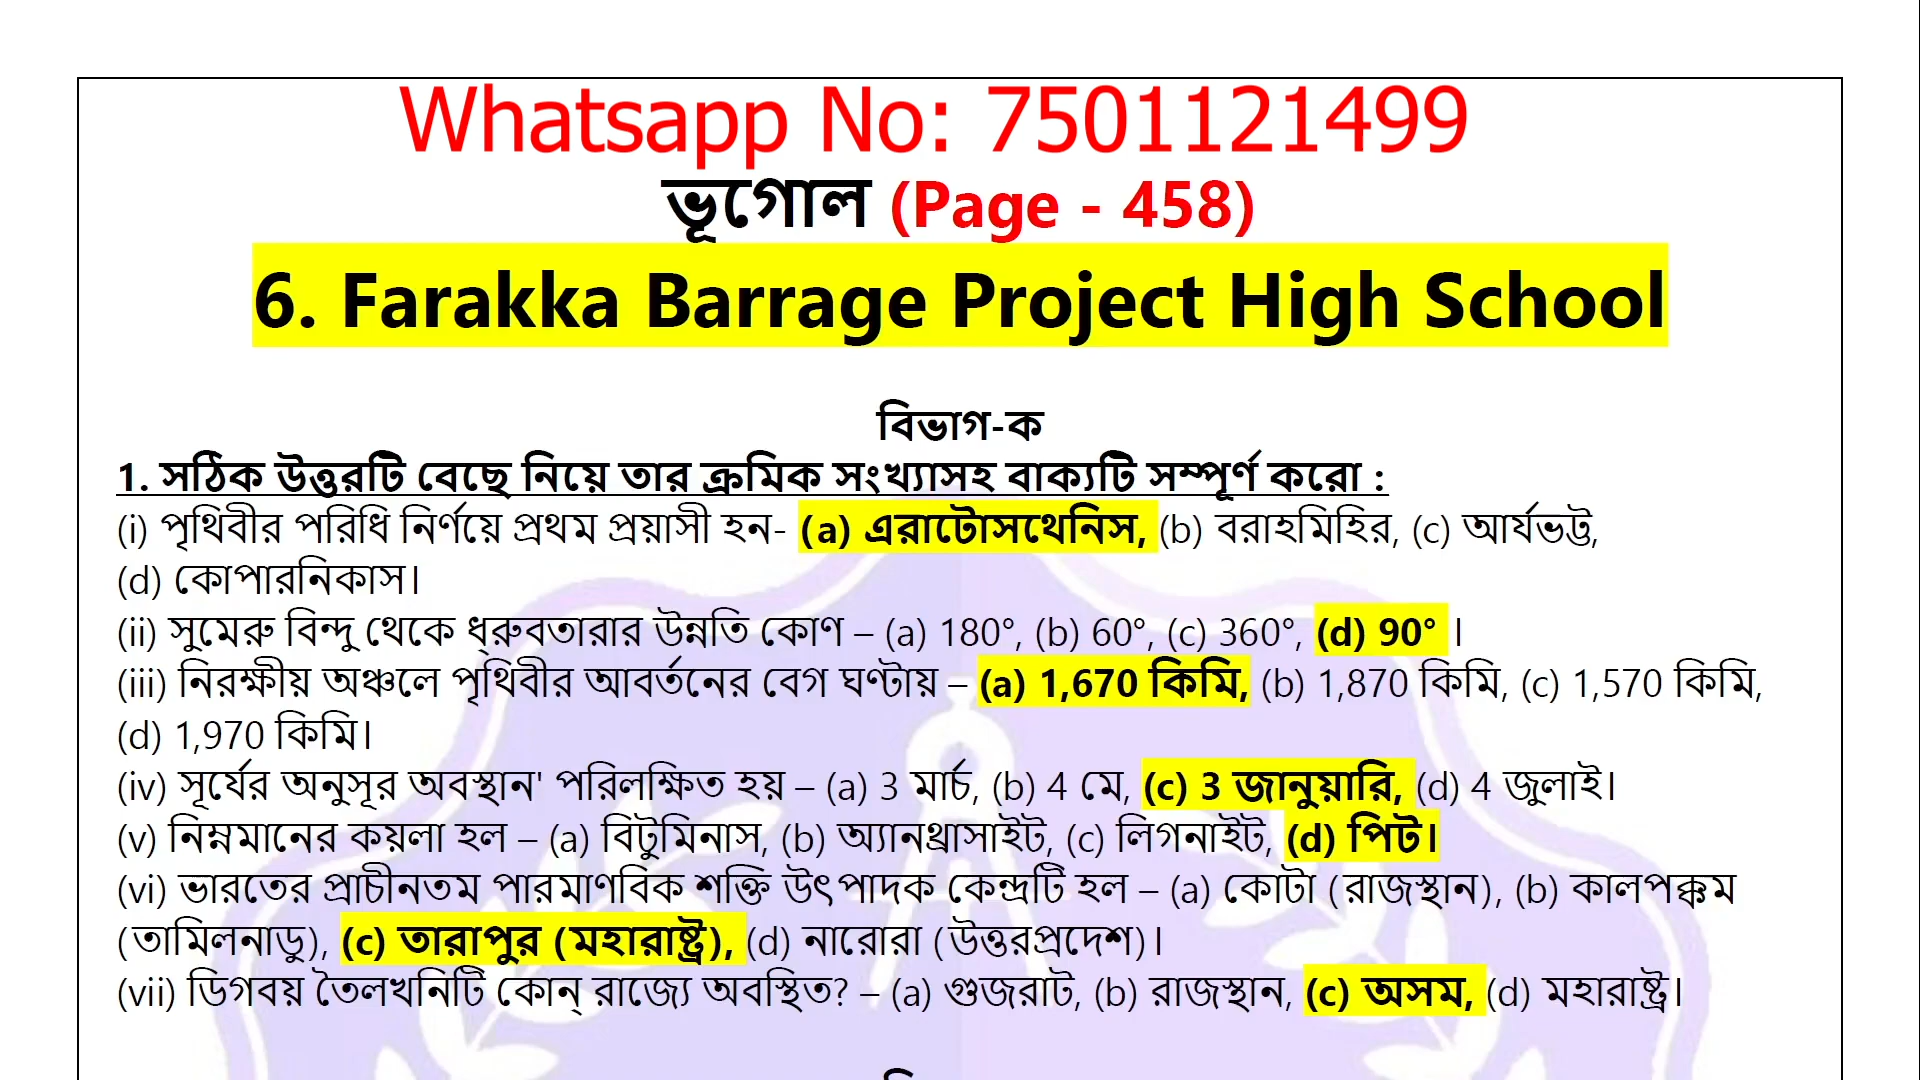 Whatsapp No: 7501121499
ভূগোল (Page - 458)
6. Farakka Barrage Project High School
বিভাগ-ক
1. সঠিক উত্তরটি বেছে নিয়ে তার ক্রমিক সংখ্যাসহ বাক্যটি সম্পূর্ণ করো :
(i) পৃথিবীর পরিধি নির্ণয়ে প্রথম প্রয়াসী হন- (a) এরাটোসথেনিস, (b) বরাহমিহির, (c) আর্যভট্ট,
(d) কোপারনিকাস।
(ii) সুমেরু বিন্দু থেকে ধ্রুবতারার উন্নতি কোণ – (a) 180°, (b) 60°, (c) 360°, (d) 90° ।
(iii) নিরক্ষীয় অঞ্চলে পৃথিবীর আবর্তনের বেগ ঘণ্টায় – (a) 1,670 কিমি, (b) 1,870 কিমি, (c) 1,570 কিমি,
(d) 1,970 কিমি।
(iv) সূর্যের অনুসূর অবস্থান' পরিলক্ষিত হয় – (a) 3 মার্চ, (b) 4 মে, (c) 3 জানুয়ারি, (d) 4 জুলাই।
(v) নিম্নমানের কয়লা হল – (a) বিটুমিনাস, (b) অ্যানথ্রাসাইট, (c) লিগনাইট, (d) পিট।
(vi) ভারতের প্রাচীনতম পারমাণবিক শক্তি উৎপাদক কেন্দ্রটি হল – (a) কোটা (রাজস্থান), (b) কালপক্কম
(তামিলনাড়ু), (c) তারাপুর (মহারাষ্ট্র), (d) নারোরা (উত্তরপ্রদেশ)।
(vii) ডিগবয় তৈলখনিটি কোন্ রাজ্যে অবস্থিত? – (a) গুজরাট, (b) রাজস্থান, (c) অসম, (d) মহারাষ্ট্র।